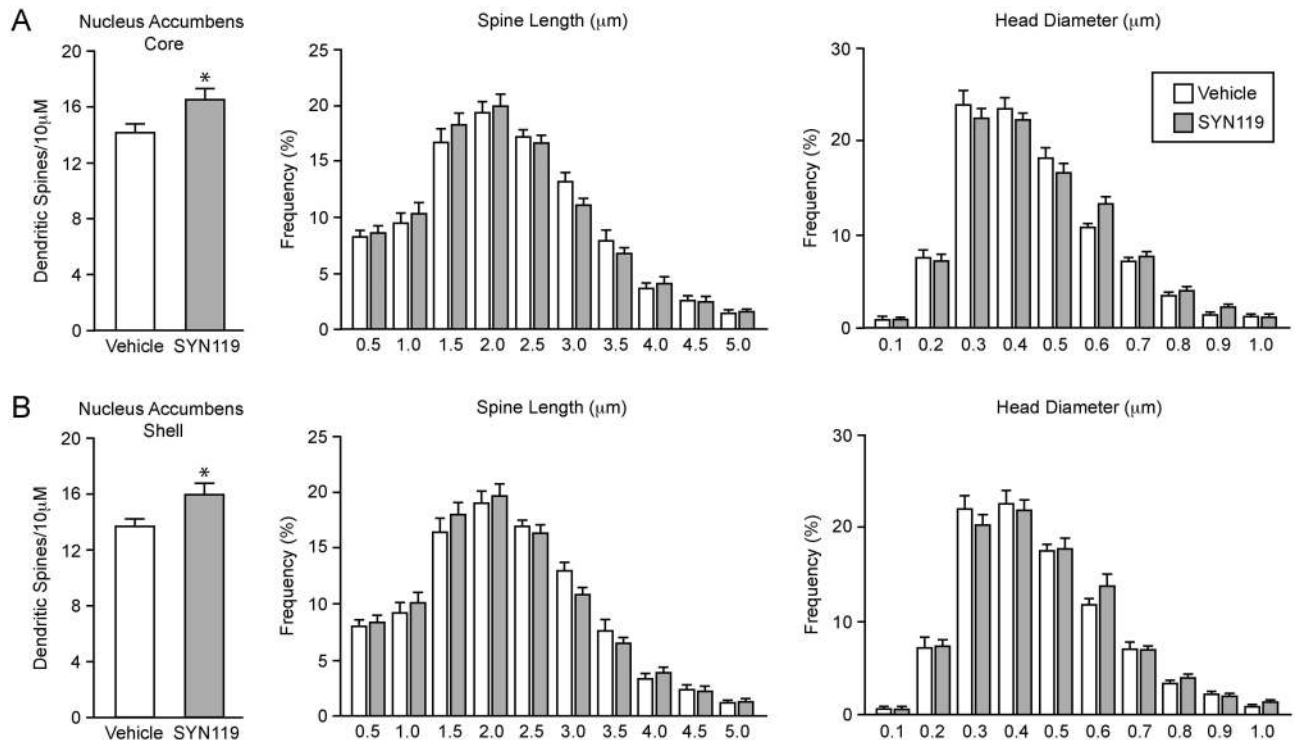 A
Nucleus Accumbens
Core
Dendritic Spines/10μM
20
16
12
8
4
0
Vehicle SYN119
Spine Length (μm)
Frequency (%)
25
20
15
10
5
0
0.5 1.0 1.5 2.0 2.5 3.0 3.5 4.0 4.5 5.0
Head Diameter (μm)
Frequency (%)
30
20
10
0
0.1 0.2 0.3 0.4 0.5 0.6 0.7 0.8 0.9 1.0
Vehicle
SYN119
*
B
Nucleus Accumbens
Shell
Dendritic Spines/10μM
20
16
12
8
4
0
Vehicle SYN119
*
Spine Length (μm)
Frequency (%)
25
20
15
10
5
0
0.5 1.0 1.5 2.0 2.5 3.0 3.5 4.0 4.5 5.0
Head Diameter (μm)
Frequency (%)
30
20
10
0
0.1 0.2 0.3 0.4 0.5 0.6 0.7 0.8 0.9 1.0